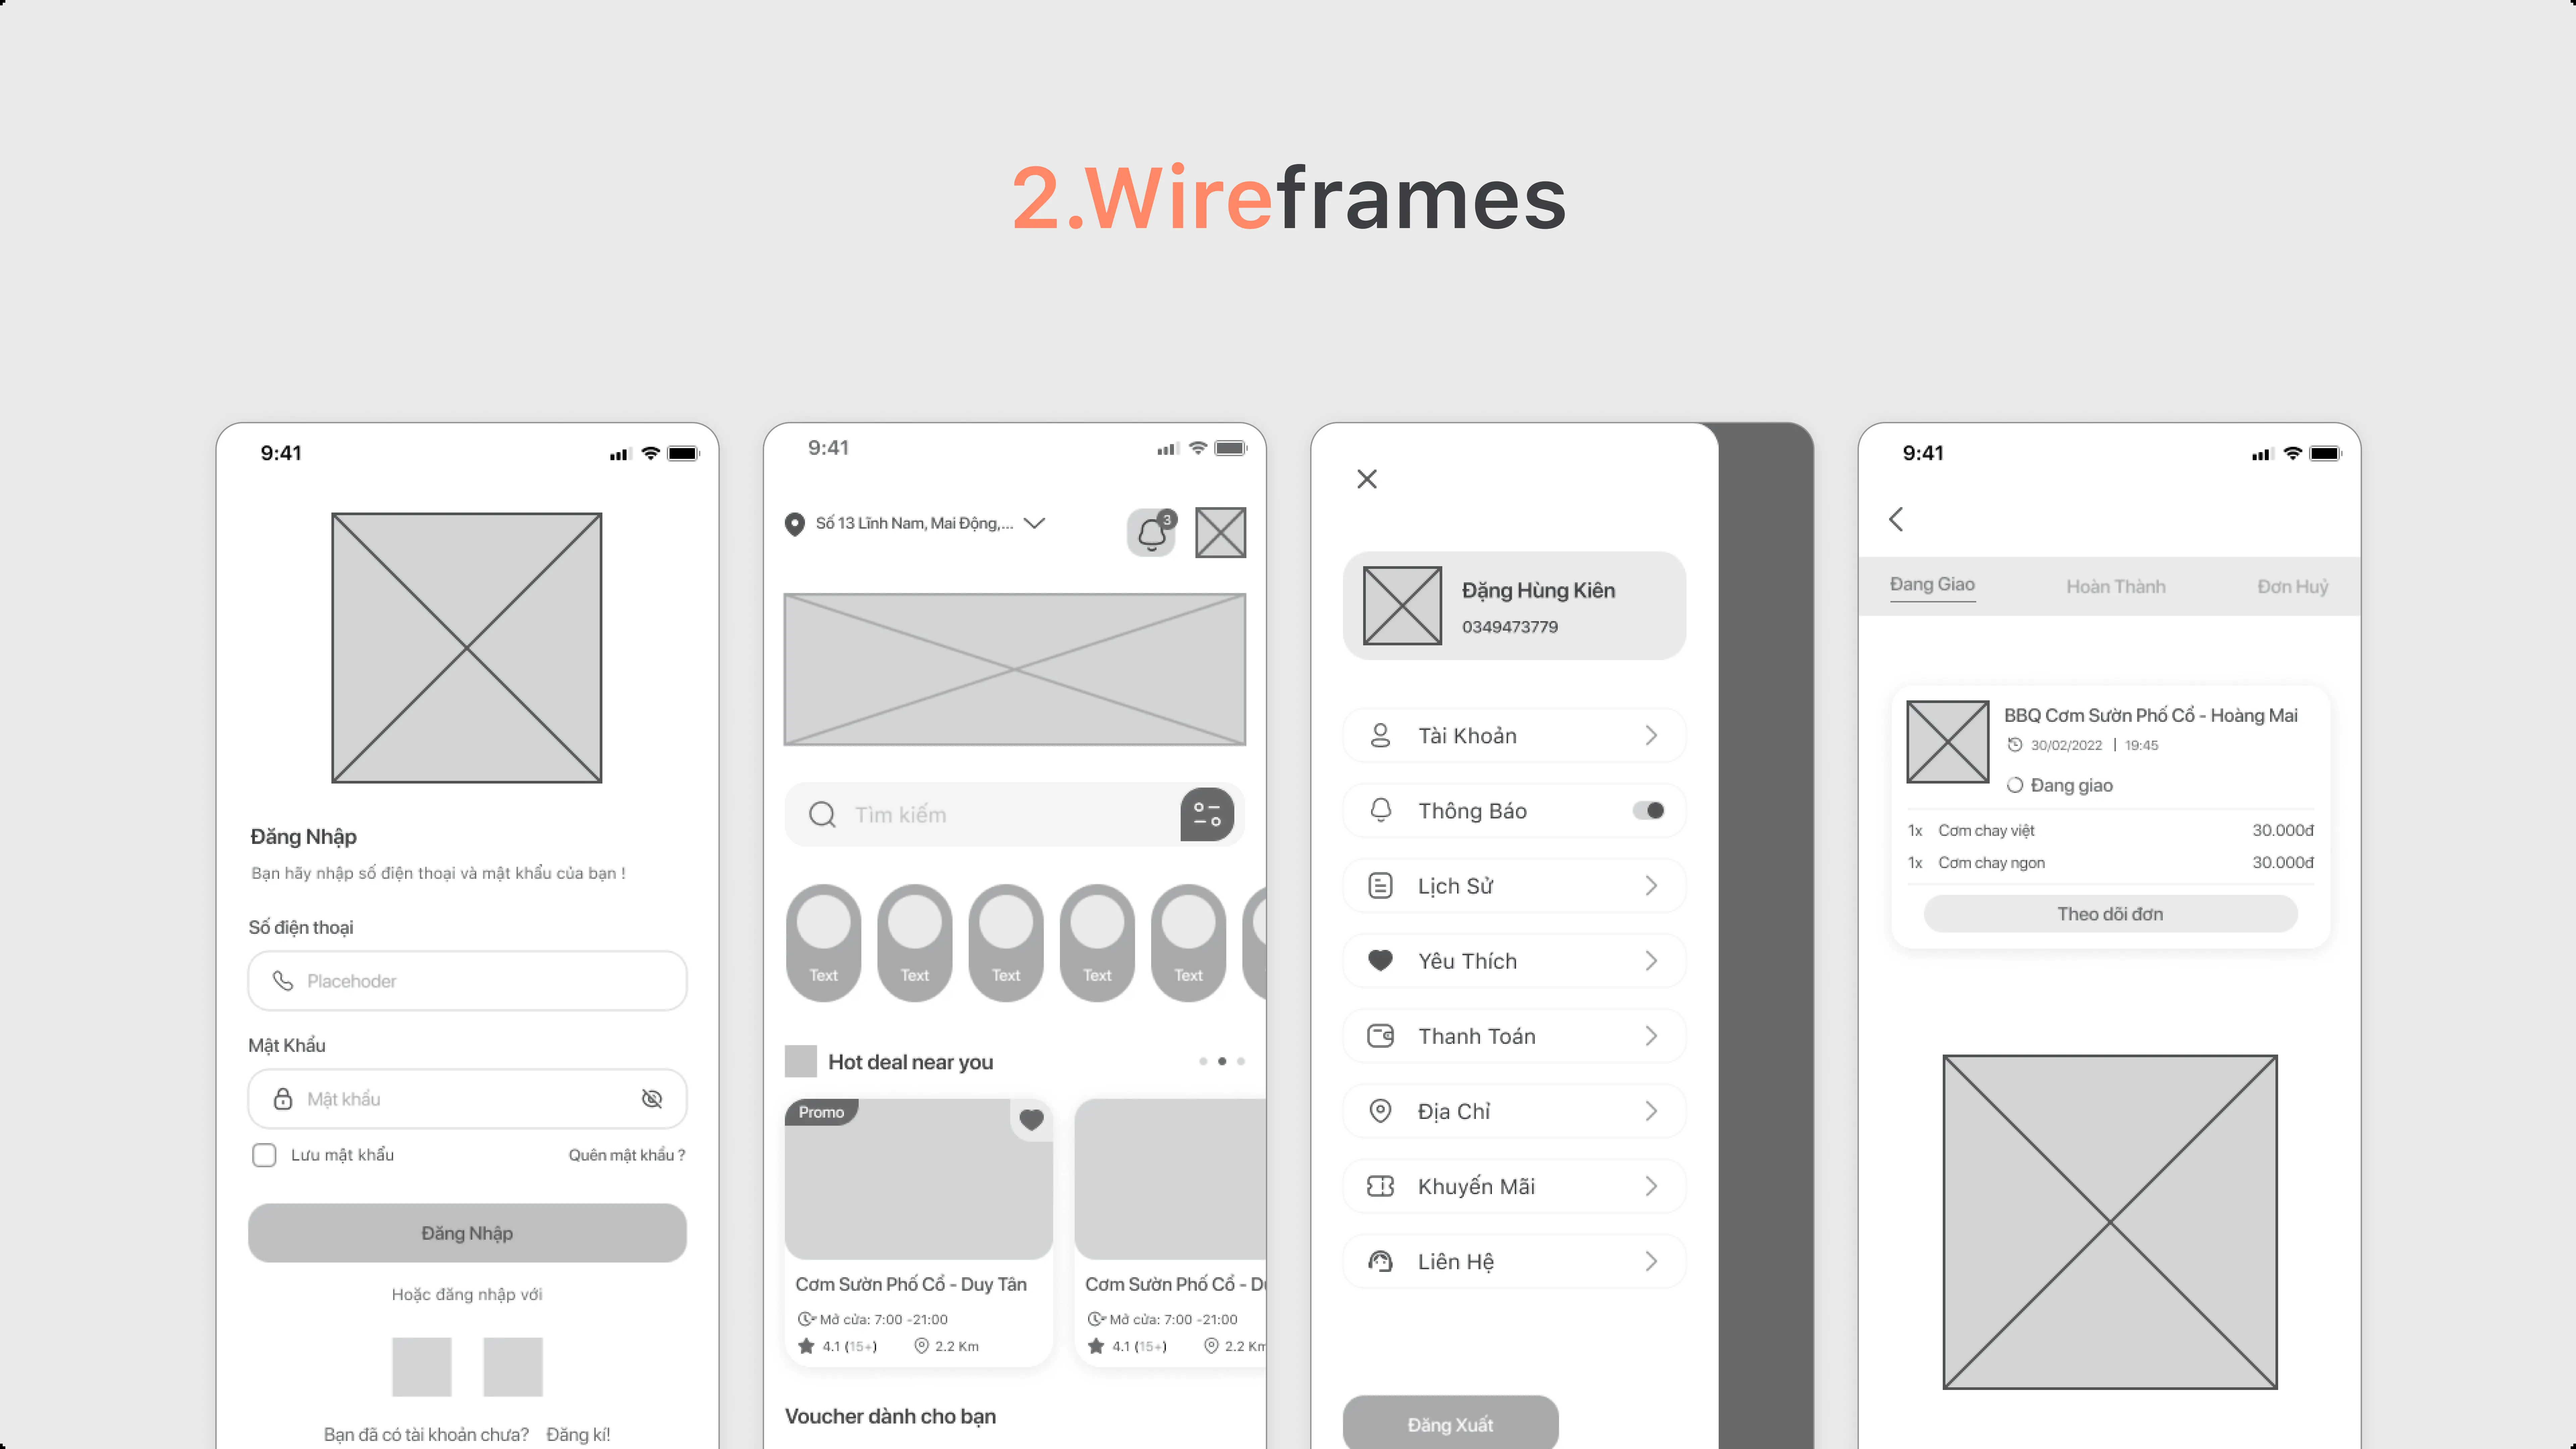 2.Wireframes
9:41
Đăng Nhập
Bạn hãy nhập số điện thoại và mật khẩu của bạn !
Số điện thoại
Placehoder
Mật Khẩu
Mật khẩu
Lưu mật khẩu
Quên mật khẩu ?
Đăng Nhập
Hoặc đăng nhập với
Bạn đã có tài khoản chưa? Đăng kí!
9:41
Số 13 Lĩnh Nam, Mai Động,...
3
Tìm kiếm
Text Text Text Text Text
Hot deal near you
Promo
Cơm Sườn Phố Cổ - Duy Tân
Mở cửa: 7:00 -21:00
4.1 (15+) 2.2 Km
Cơm Sườn Phố Cổ - D
Mở cửa: 7:00 -21:00
4.1 (15+) 2.2 Km
Voucher dành cho bạn
Đặng Hùng Kiên
0349473779
Tài Khoản
Thông Báo
Lịch Sử
Yêu Thích
Thanh Toán
Địa Chỉ
Khuyến Mãi
Liên Hệ
Đăng Xuất
9:41
Đang Giao Hoàn Thành Đơn Huỷ
BBQ Cơm Sườn Phố Cổ - Hoàng Mai
30/02/2022 | 19:45
Đang giao
1x Cơm chay việt 30.000đ
1x Cơm chay ngon 30.000đ
Theo dõi đơn